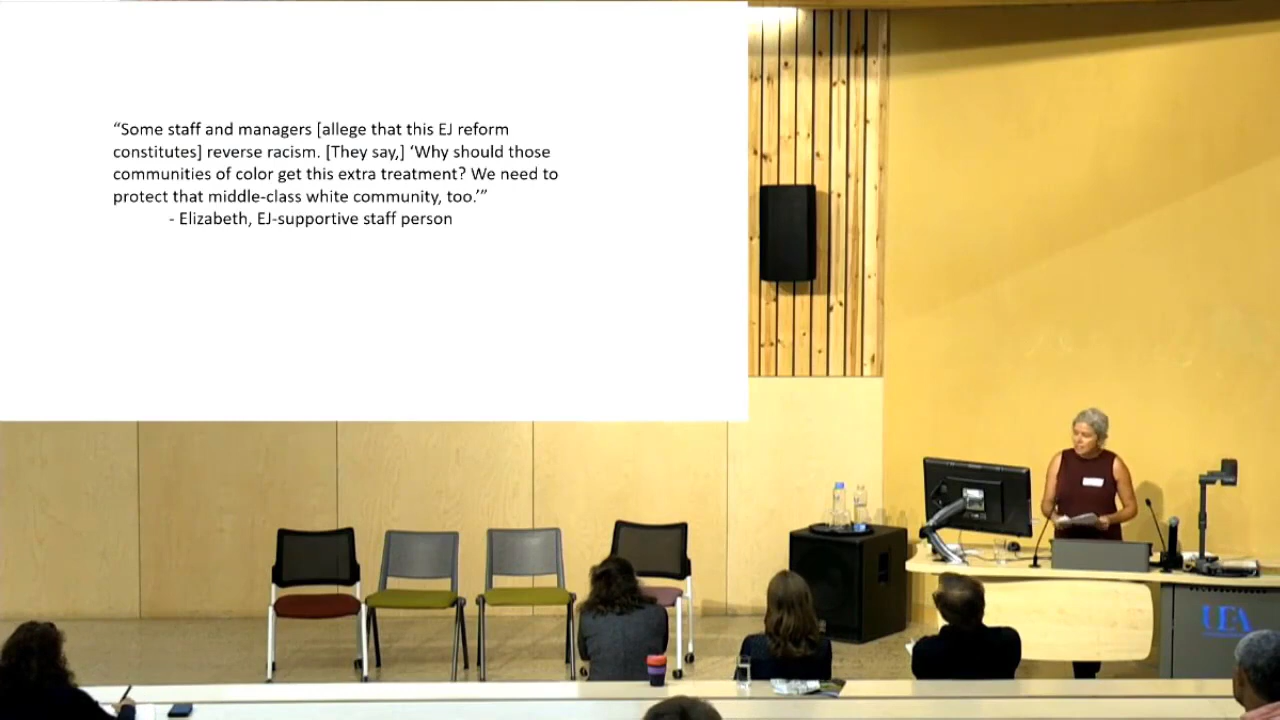 “Some staff and managers [allege that this EJ reform
constitutes] reverse racism. [They say,] ‘Why should those
communities of color get this extra treatment? We need to
protect that middle-class white community, too.’”
- Elizabeth, EJ-supportive staff person
UEA